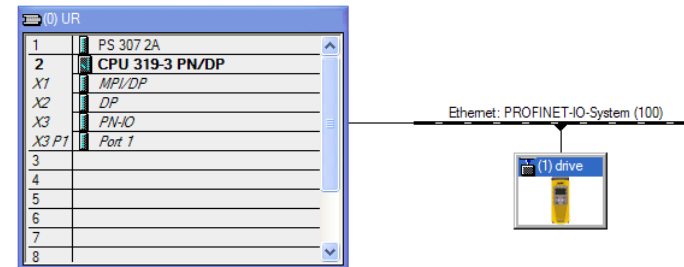 (0) UR
1 PS 307 2A
2 CPU 319-3 PN/DP
X1 MPI/DP
X2 DP
X3 PN-IO
X3 P1 Port 1
3
4
5
6
7
8
Ethernet: PROFINET-IO-System (100)
(1) drive